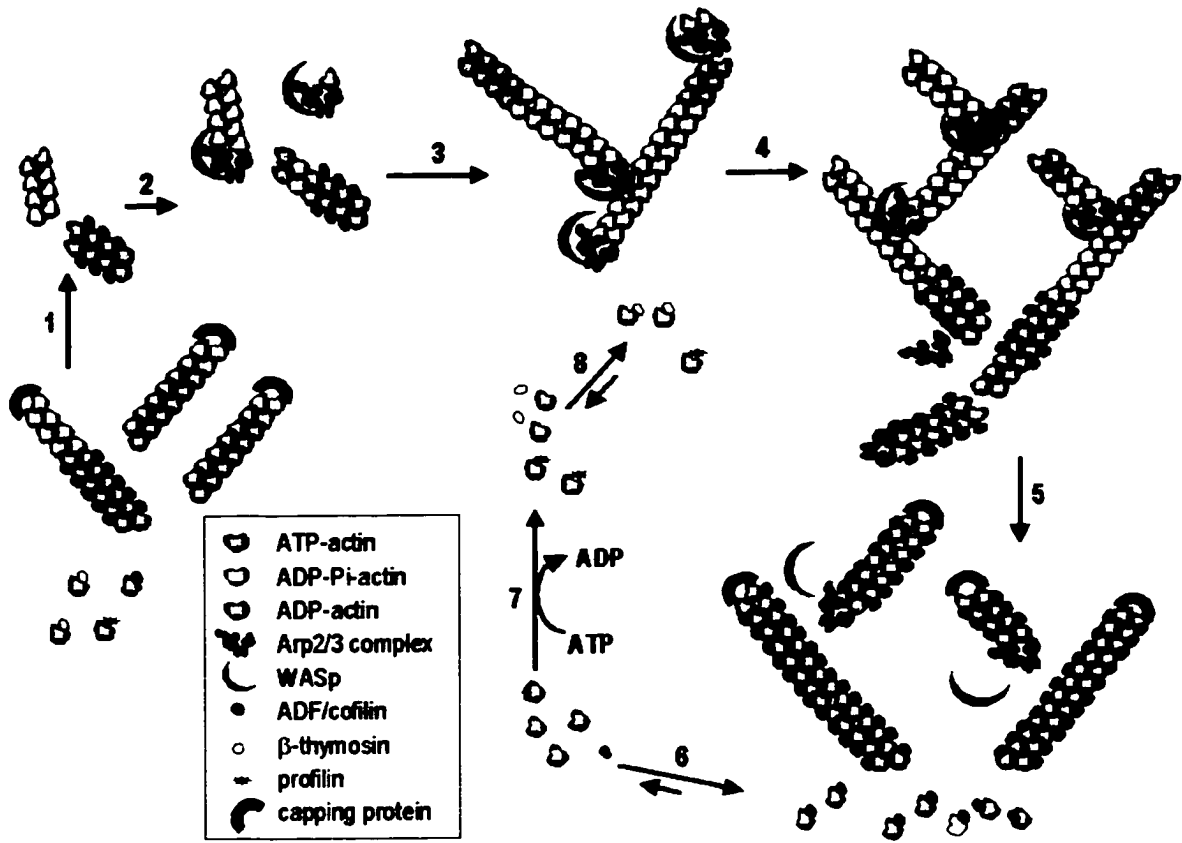 2
3
4
1
8
5
7
ADP
ATP
6
ATP-actin
ADP-Pi-actin
ADP-actin
Arp2/3 complex
WASp
ADF/cofilin
β-thymosin
profilin
capping protein